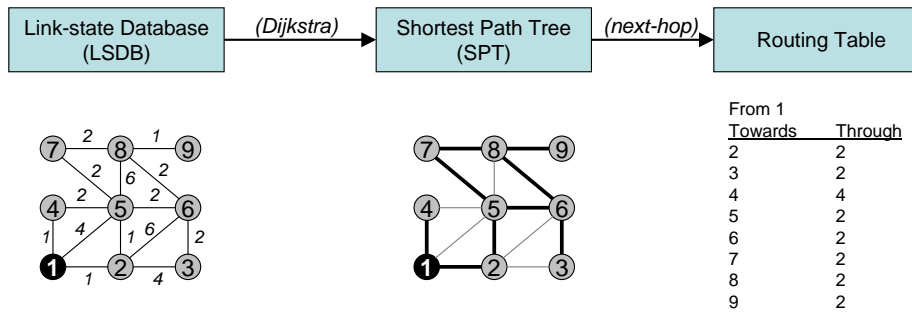 Link-state Database
(LSDB)
(Dijkstra)
Shortest Path Tree
(SPT)
(next-hop)
Routing Table
From 1
Towards Through
2 2
3 2
4 4
5 2
6 2
7 2
8 2
9 2
7 2 8 1 9
2 6 2
4 2 5 2 6
1 4 1 6 2
1 1 2 4 3
7 8 9
4 5 6
1 2 3